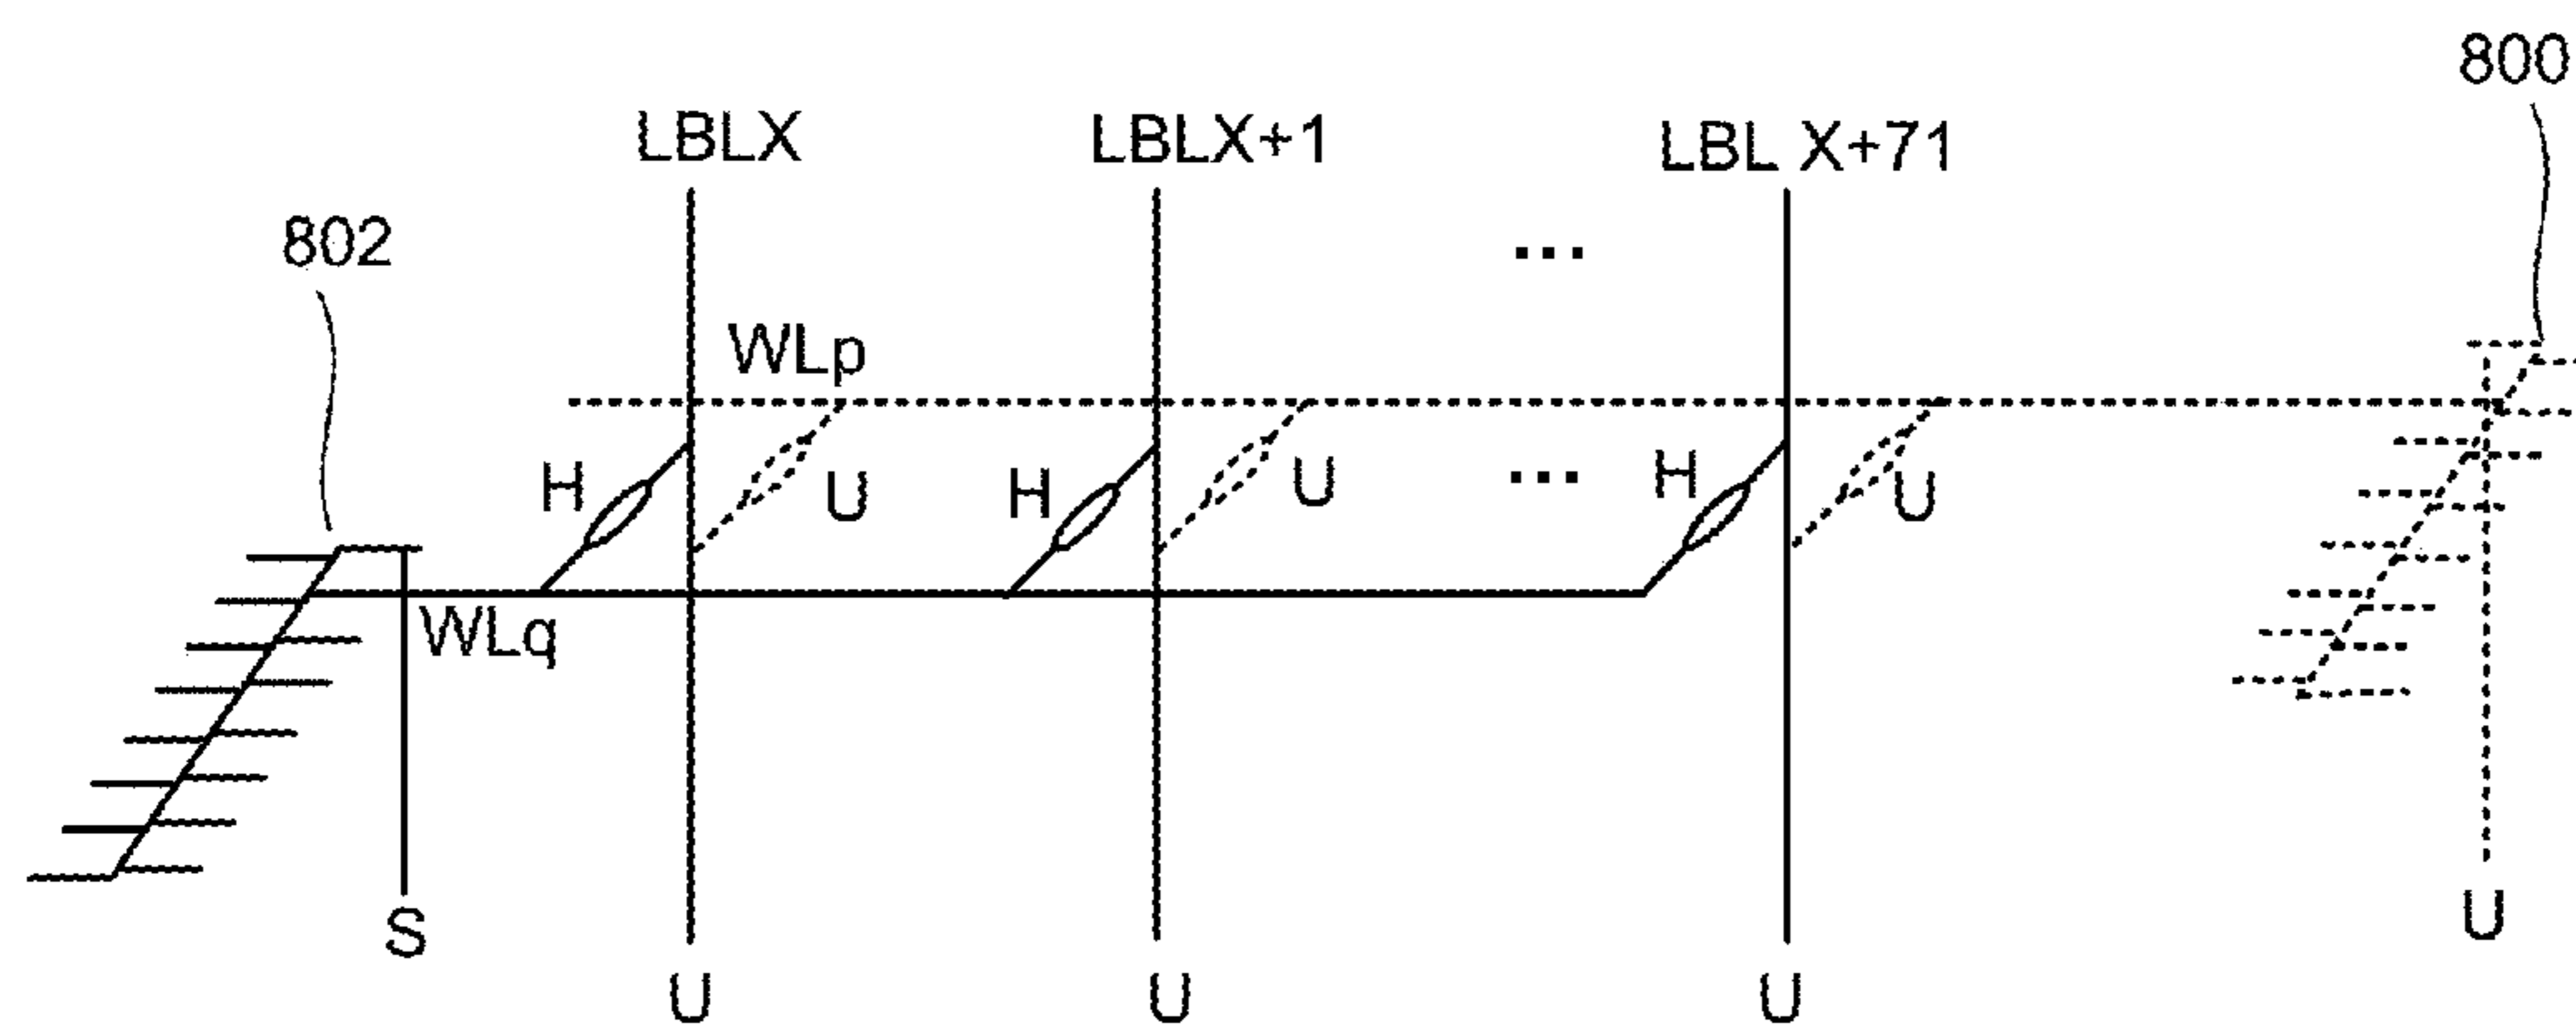 800
LBLX LBLX+1 LBL X+71
802
...
WLp
H U H U ... H U
WLq
S U
U U U